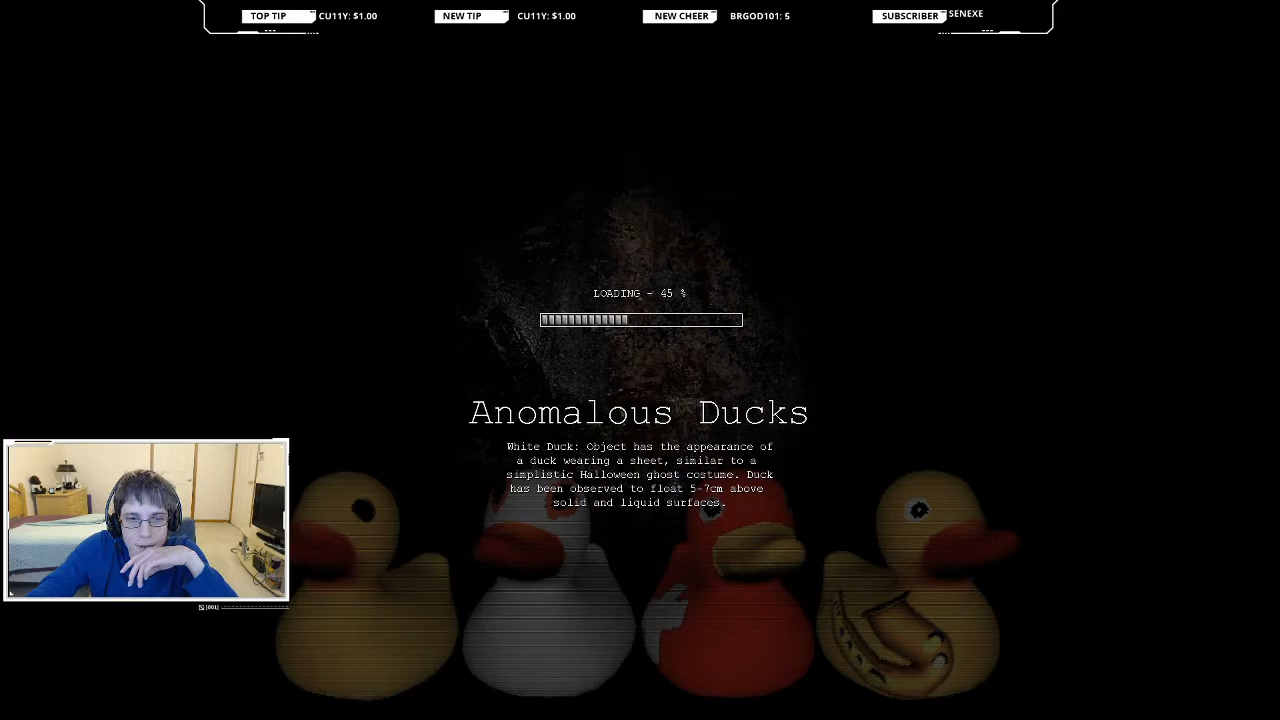 TOP TIP CU11Y: $1.00 NEW TIP CU11Y: $1.00 NEW CHEER BRGOD101: 5 SUBSCRIBER SENEXE
LOADING - 45 %
Anomalous Ducks
White Duck: Object has the appearance of
a duck wearing a sheet, similar to a
simplistic Halloween ghost costume. Duck
has been observed to float 5-7cm above
solid and liquid surfaces.
[001]